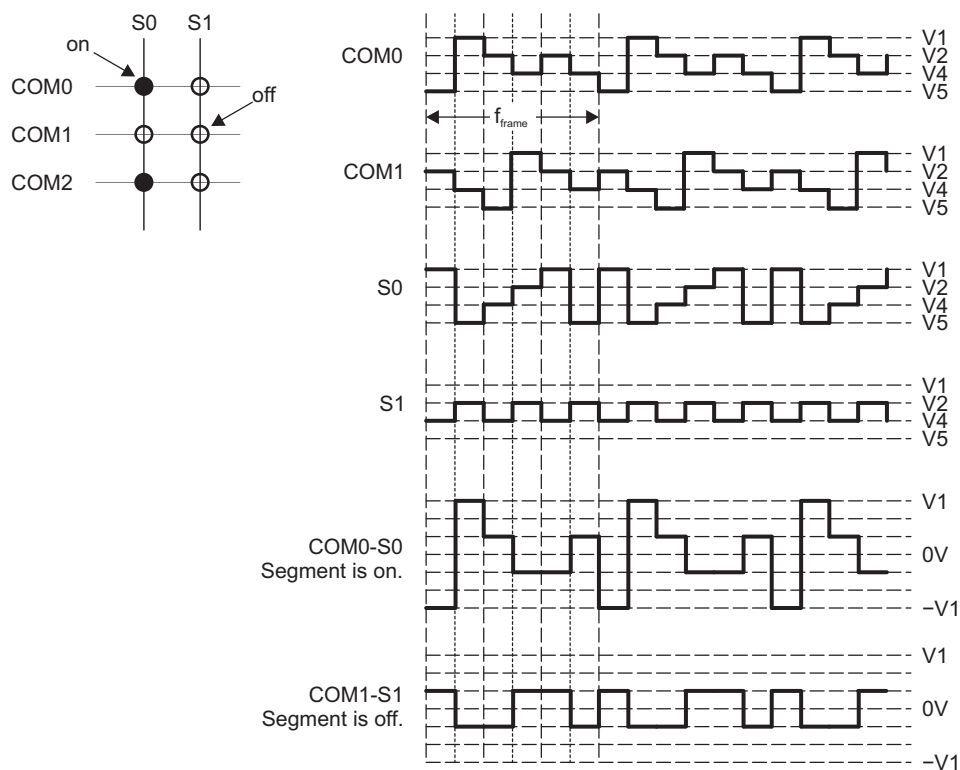 S0 S1
on
COM0
off
COM1
COM2
COM0
V1
V2
V4
V5
fframe
COM1
V1
V2
V4
V5
S0
V1
V2
V4
V5
S1
V1
V2
V4
V5
COM0-S0
Segment is on.
V1
0V
−V1
COM1-S1
Segment is off.
V1
0V
−V1